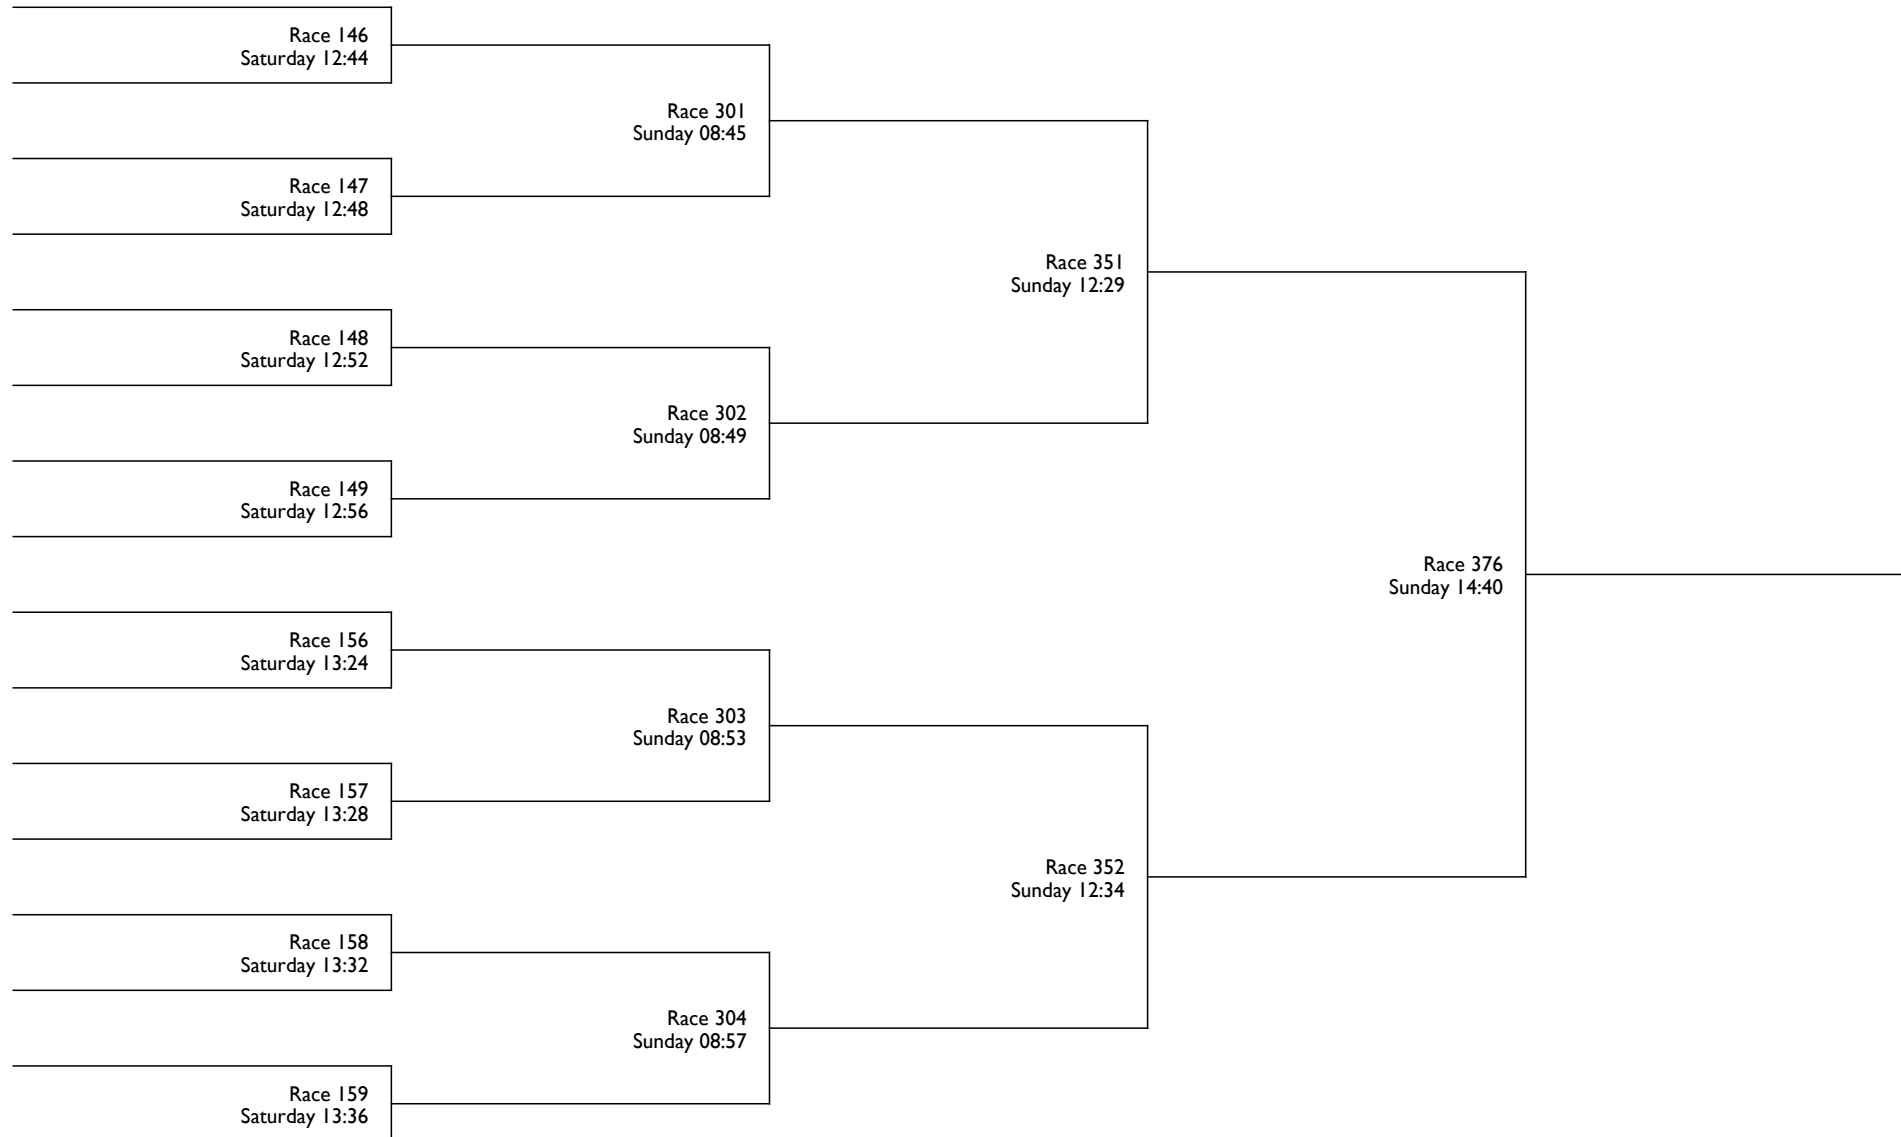 Race 146
Saturday 12:44
Race 301
Sunday 08:45
Race 147
Saturday 12:48
Race 351
Sunday 12:29
Race 148
Saturday 12:52
Race 302
Sunday 08:49
Race 149
Saturday 12:56
Race 376
Sunday 14:40
Race 156
Saturday 13:24
Race 303
Sunday 08:53
Race 157
Saturday 13:28
Race 352
Sunday 12:34
Race 158
Saturday 13:32
Race 304
Sunday 08:57
Race 159
Saturday 13:36